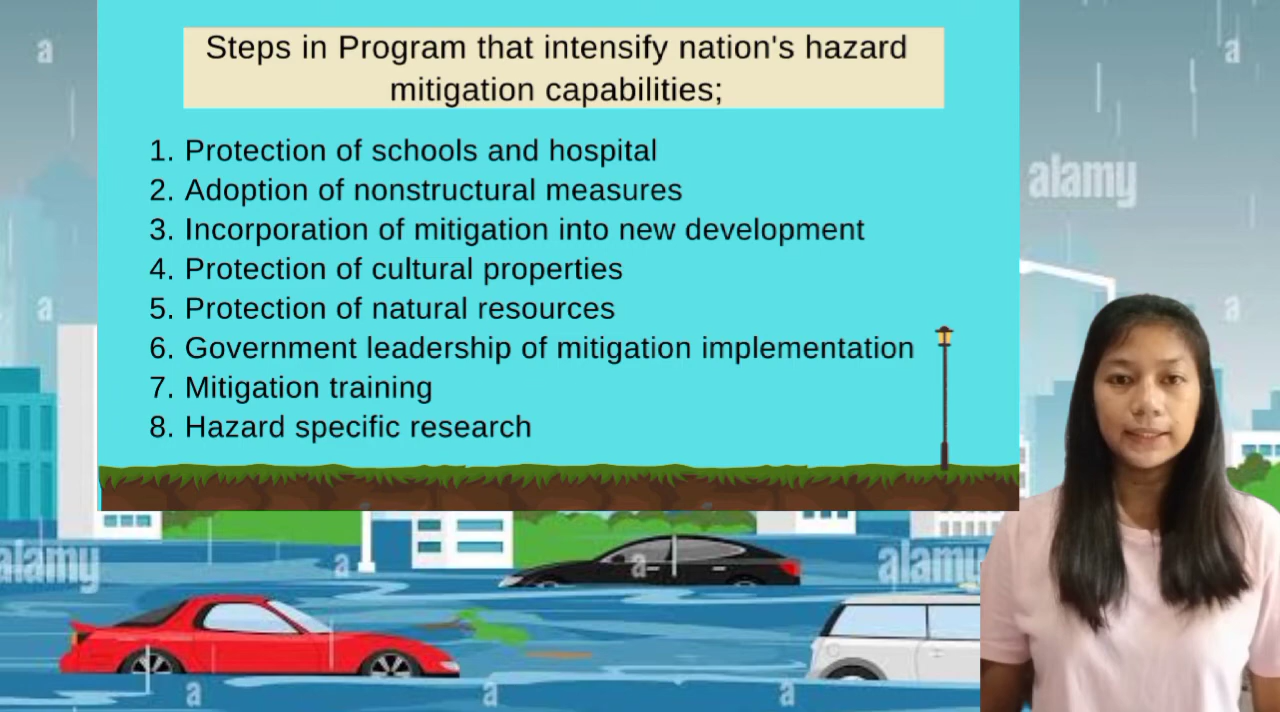 a
a
Steps in Program that intensify nation's hazard
mitigation capabilities;
1. Protection of schools and hospital
2. Adoption of nonstructural measures
3. Incorporation of mitigation into new development
4. Protection of cultural properties
5. Protection of natural resources
6. Government leadership of mitigation implementation
7. Mitigation training
8. Hazard specific research
alamy
a
a
alamy
a
a
alamy
a
a
a